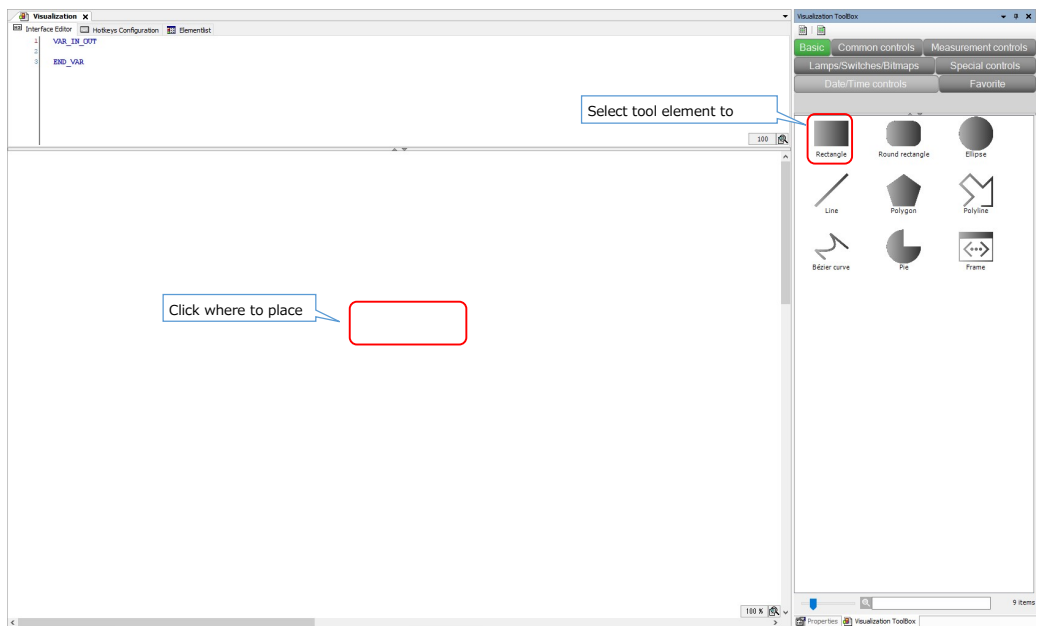 Visualization
Interface Editor Hotkeys Configuration Elementlist
1 VAR_IN_OUT
2
3 END_VAR
100
Select tool element to
Click where to place
100 %
Visualization ToolBox
Basic Common controls Measurement controls
Lamps/Switches/Bitmaps Special controls
Date/Time controls Favorite
Rectangle Round rectangle Ellipse
Line Polygon Polyline
Bézier curve Pie Frame
9 items
Properties Visualization ToolBox